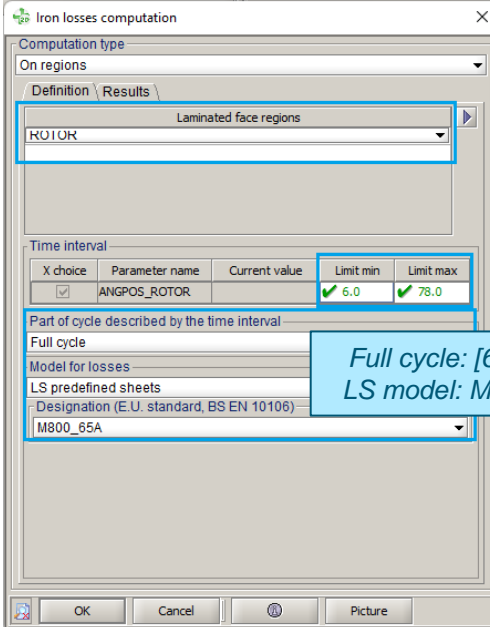 Iron losses computation
Computation type
On regions
Definition Results
Laminated face regions
ROTOR
Time interval
X choice Parameter name Current value Limit min Limit max
ANGPOS_ROTOR 6.0 78.0
Part of cycle described by the time interval
Full cycle
Full cycle: [6
Model for losses
LS predefined sheets
LS model: M
Designation (E.U. standard, BS EN 10106)
M800_65A
OK Cancel Picture